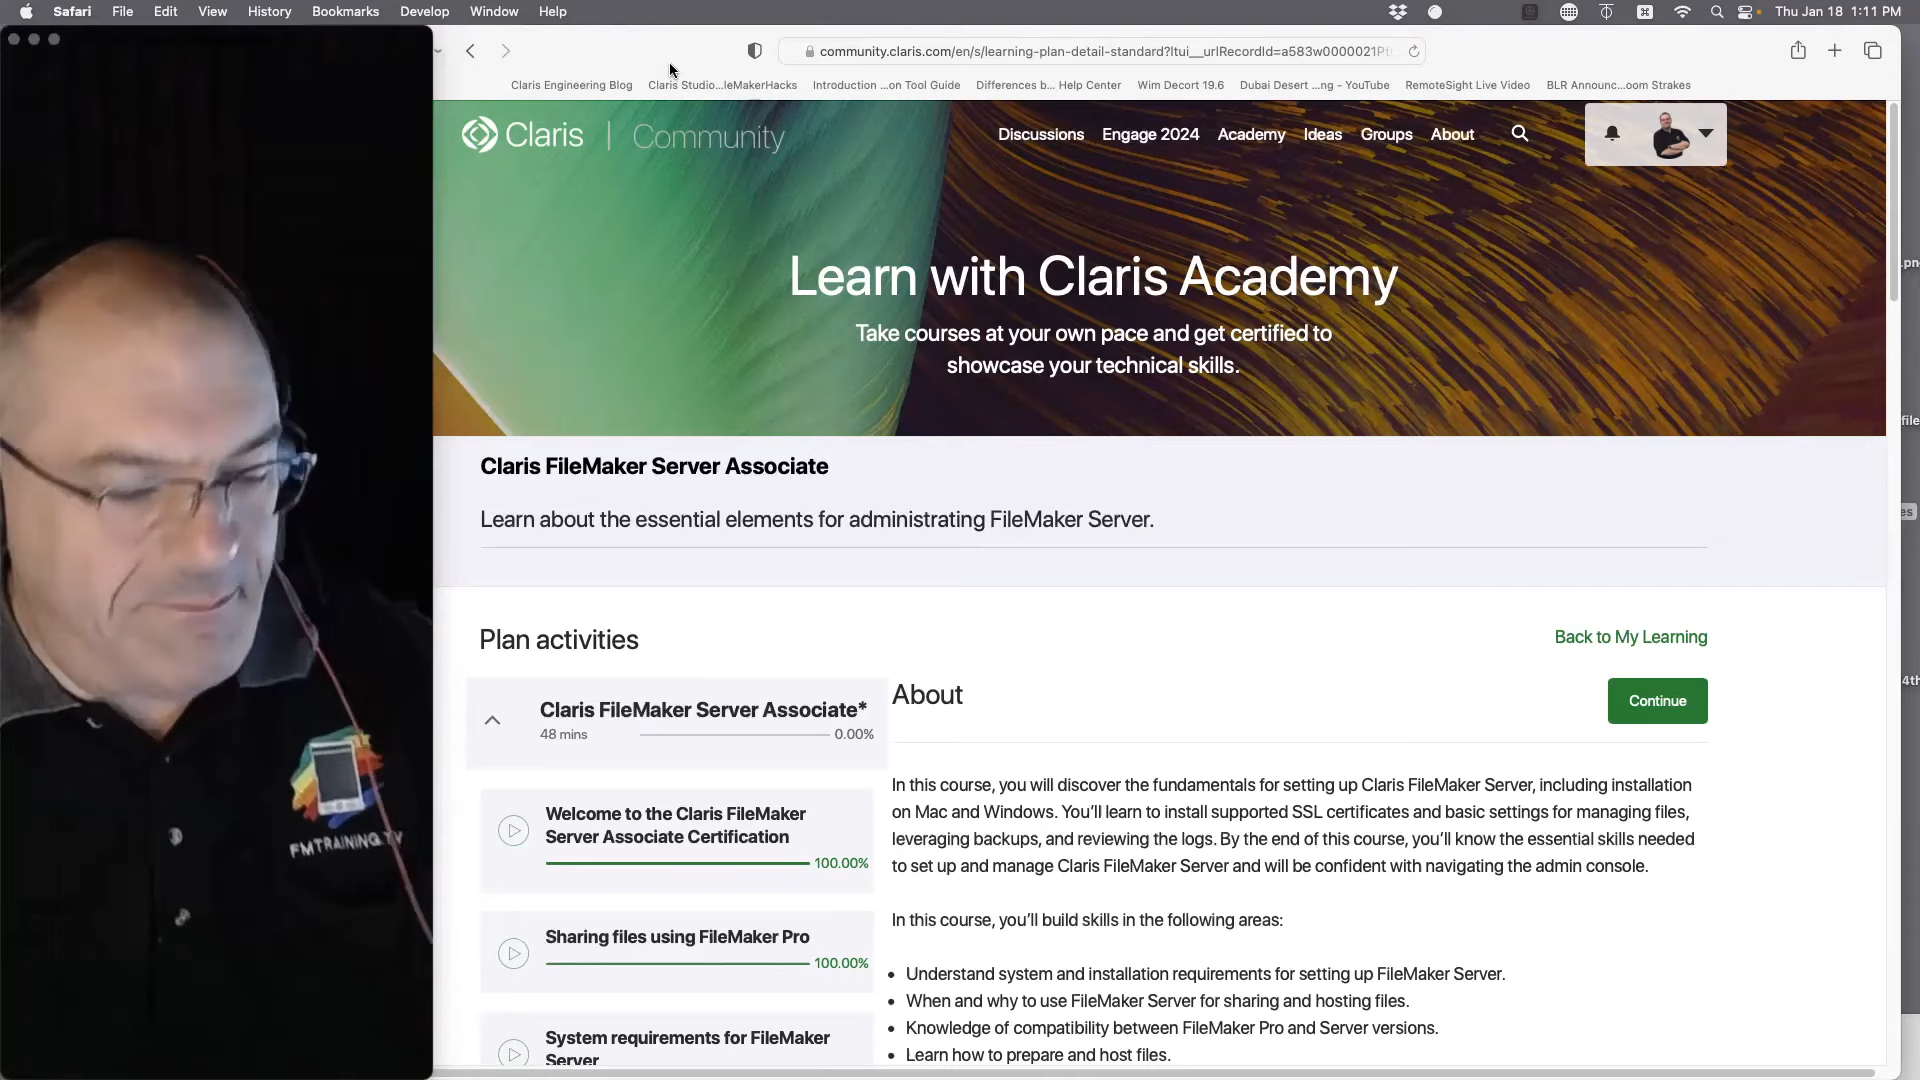 Safari File Edit View History Bookmarks Develop Window Help Thu Jan 18 1:11 PM
community.claris.com/en/s/learning-plan-detail-standard?ltui__urlRecordId=a583w0000021Pt
Claris Engineering Blog Claris Studio...leMakerHacks Introduction ...on Tool Guide Differences b... Help Center Wim Decort 19.6 Dubai Desert ...ng - YouTube RemoteSight Live Video BLR Announc...oom Strakes
Claris | Community Discussions Engage 2024 Academy Ideas Groups About
.pn
Learn with Claris Academy
Take courses at your own pace and get certified to
showcase your technical skills.
file
Claris FileMaker Server Associate
es
Learn about the essential elements for administrating FileMaker Server.
Plan activities
Back to My Learning
4th
About
Continue
Claris FileMaker Server Associate*
48 mins 0.00%
In this course, you will discover the fundamentals for setting up Claris FileMaker Server, including installation
on Mac and Windows. You'll learn to install supported SSL certificates and basic settings for managing files,
leveraging backups, and reviewing the logs. By the end of this course, you'll know the essential skills needed
to set up and manage Claris FileMaker Server and will be confident with navigating the admin console.
Welcome to the Claris FileMaker
Server Associate Certification
100.00%
In this course, you'll build skills in the following areas:
Sharing files using FileMaker Pro
100.00%
• Understand system and installation requirements for setting up FileMaker Server.
• When and why to use FileMaker Server for sharing and hosting files.
• Knowledge of compatibility between FileMaker Pro and Server versions.
• Learn how to prepare and host files.
System requirements for FileMaker
Server
FMTRAINING.TV